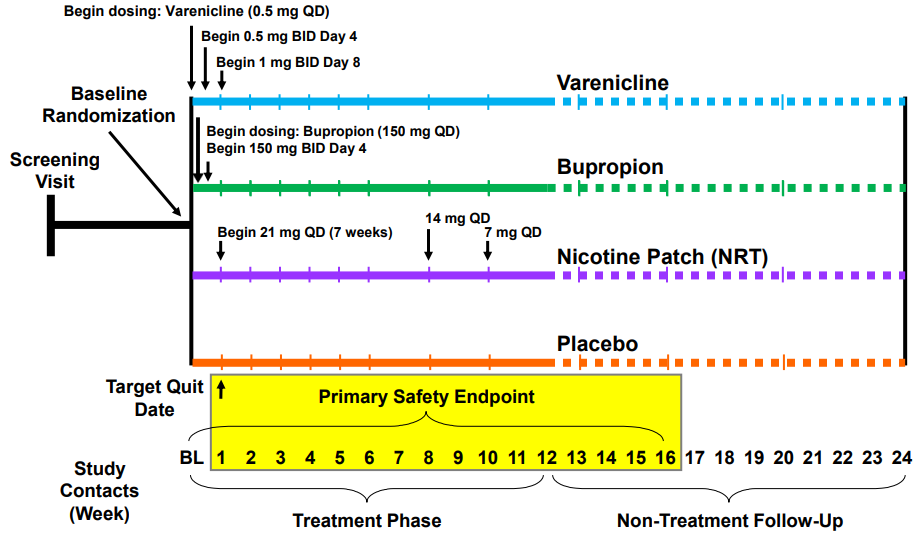 Begin dosing: Varenicline (0.5 mg QD)
Begin 0.5 mg BID Day 4
Begin 1 mg BID Day 8
Baseline
Randomization
Varenicline
Begin dosing: Bupropion (150 mg QD)
Begin 150 mg BID Day 4
Screening
Visit
Bupropion
14 mg QD
Begin 21 mg QD (7 weeks)
7 mg QD
Nicotine Patch (NRT)
Placebo
Target Quit
Date
Primary Safety Endpoint
BL 1 2 3 4 5 6 7 8 9 10 11 12 13 14 15 16 17 18 19 20 21 22 23 24
Study
Contacts
(Week)
Treatment Phase
Non-Treatment Follow-Up